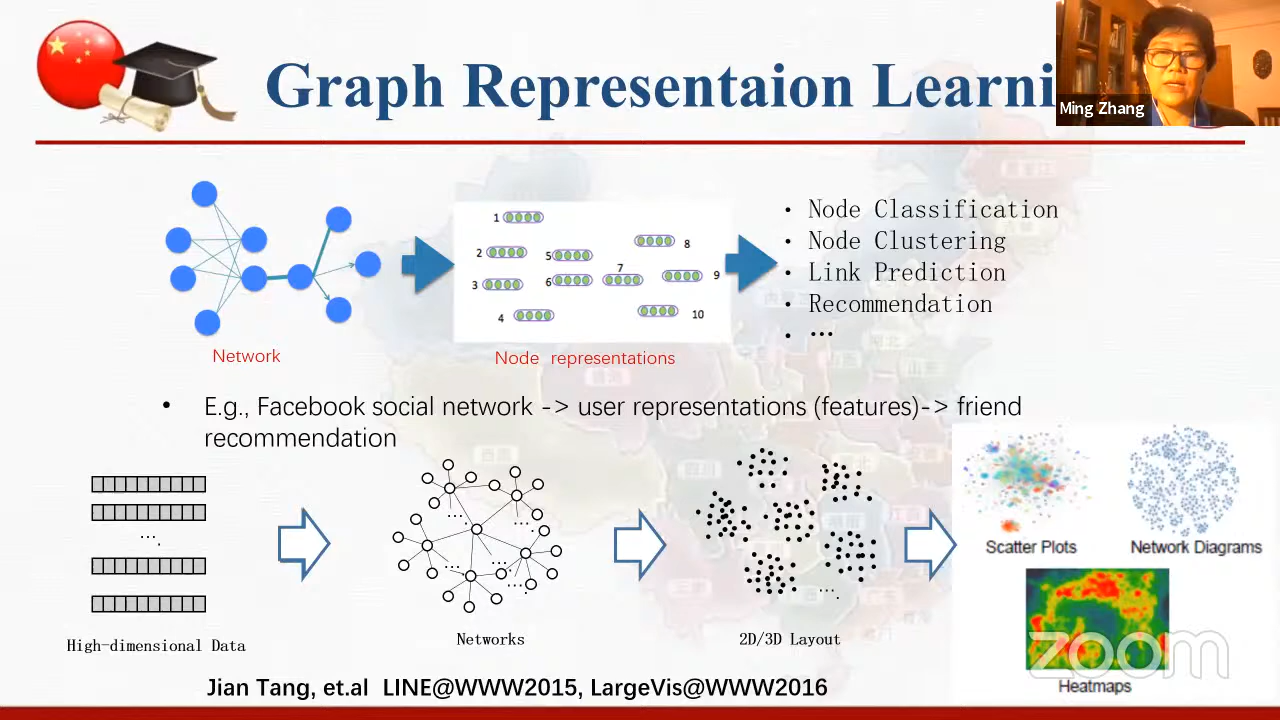 Graph Representaion Learni
Ming Zhang
1
2
3
4
5
6
7
8
9
10
Network
Node representations
• Node Classification
• Node Clustering
• Link Prediction
• Recommendation
• ...
• E.g., Facebook social network -> user representations (features)-> friend
recommendation
....
High-dimensional Data
Networks
2D/3D Layout
Scatter Plots
Network Diagrams
Heatmaps
zoom
Jian Tang, et.al LINE@WWW2015, LargeVis@WWW2016